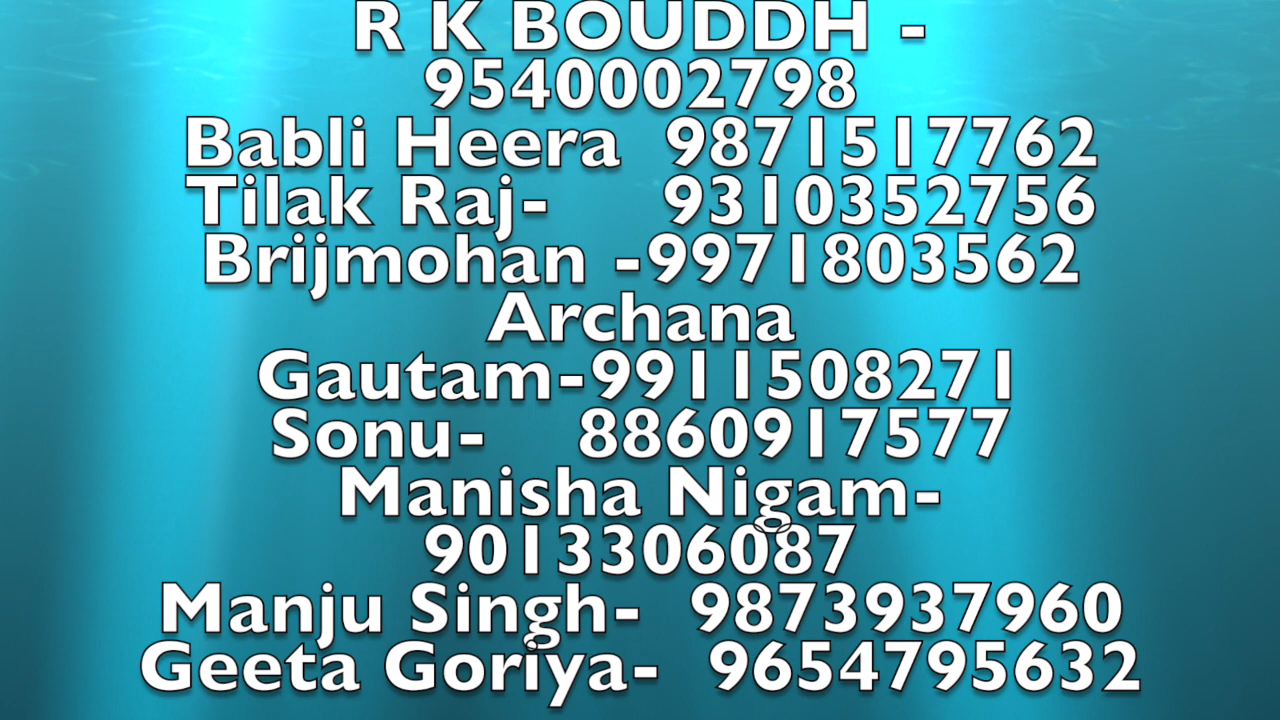 R K BOUDDH -
9540002798
Babli Heera 9871517762
Tilak Raj- 9310352756
Brijmohan -9971803562
Archana
Gautam-9911508271
Sonu- 8860917577
Manisha Nigam-
9013306087
Manju Singh- 9873937960
Geeta Goriya- 9654795632